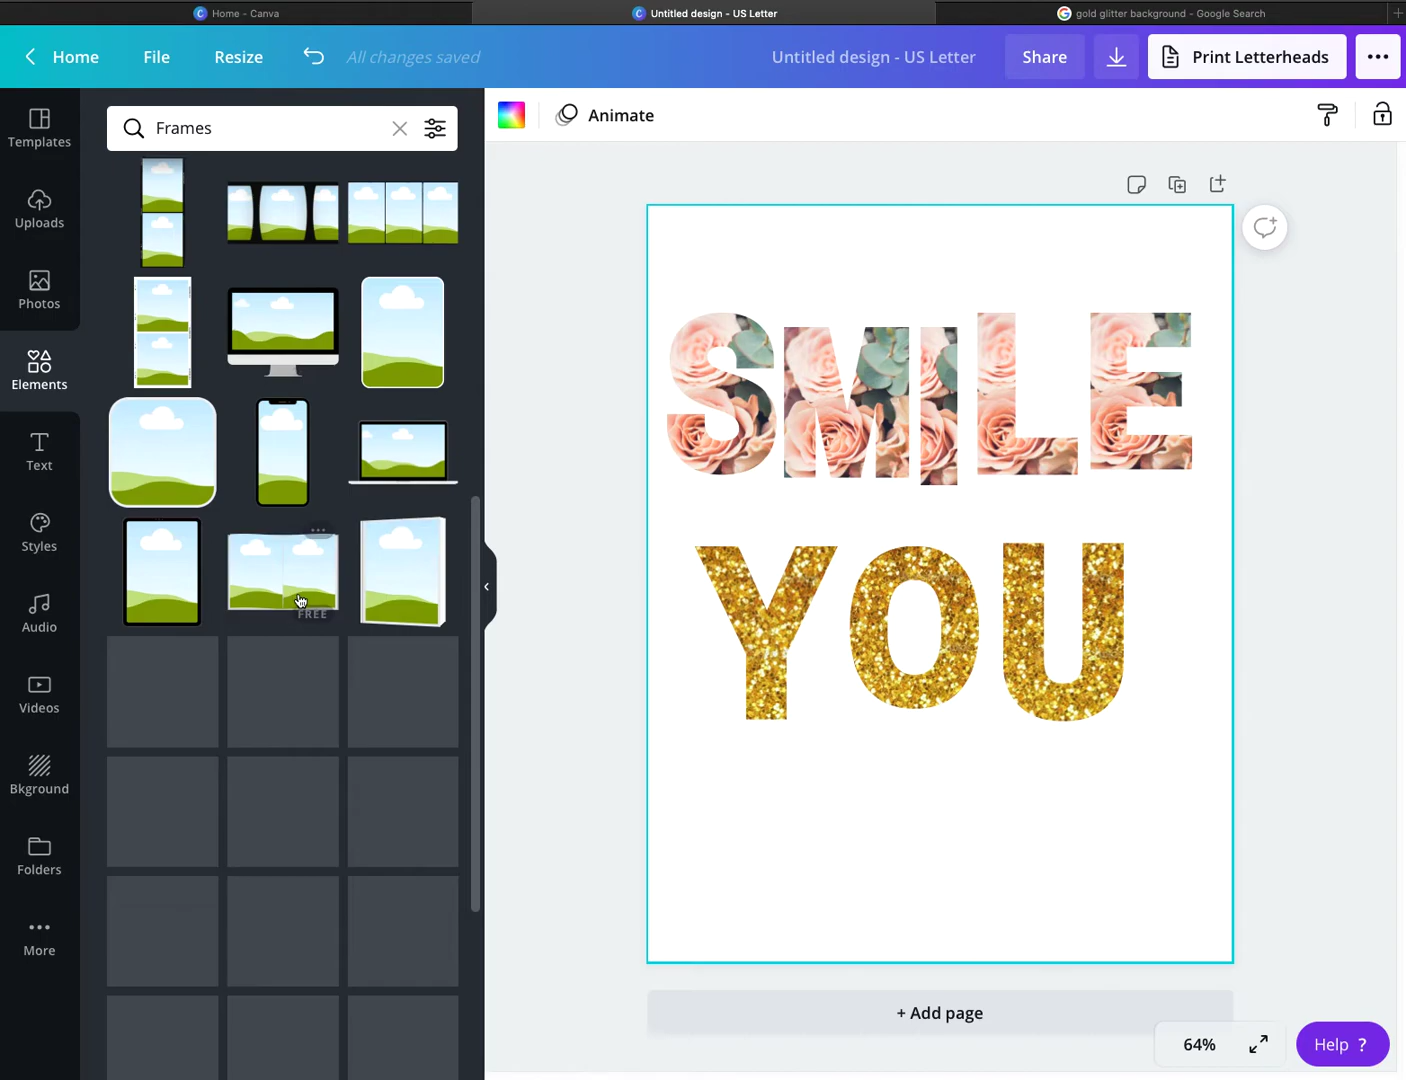 Home - Canva
Untitled design - US Letter
gold glitter background - Google Search
Home
File
Resize
All changes saved
Untitled design - US Letter
Share
Print Letterheads
Templates
Uploads
Photos
Elements
Text
Styles
Audio
Videos
Bkground
Folders
More
Frames
FREE
Animate
SMILE
YOU
+ Add page
64%
Help ?